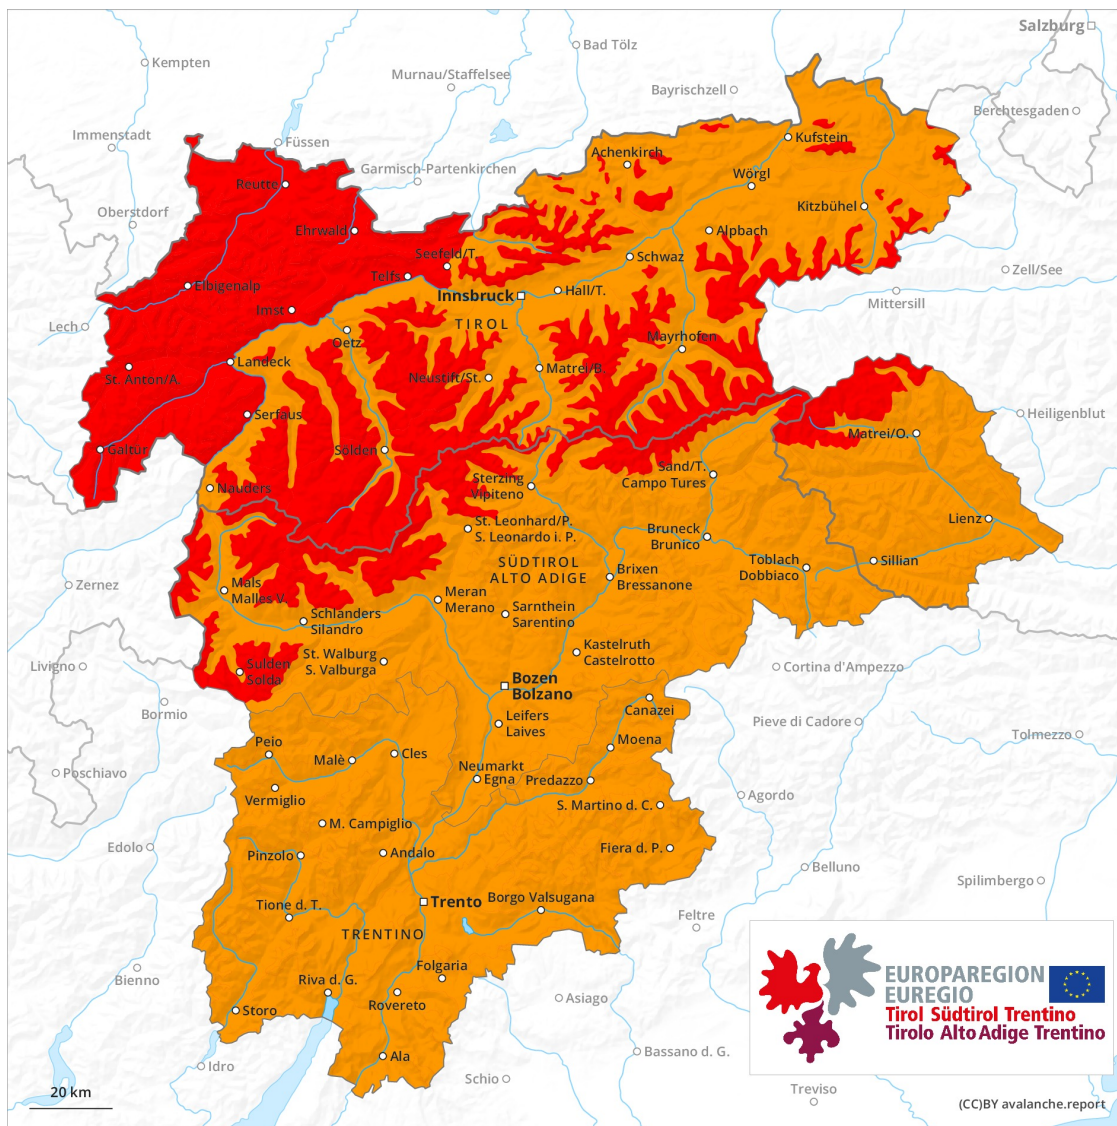 Salzburg
Bad Tölz
Kempten
Murnau/Staffelsee
Bayrischzell
Berchtesgaden
Immenstadt
Füssen
Kufstein
Achenkirch
Garmisch-Partenkirchen
Wörgl
Reutte
Oberstdorf
Kitzbühel
Ehrwald
Alpbach
Seefeld/T.
Schwaz
Zell/See
Telfs
Elbigenalp
Hall/T.
Innsbruck
Mittersill
Imst
TIROL
Lech
Oetz
Mayrhofen
Landeck
Matrei/B.
St. Anton/A.
Neustift/St.
Serfaus
Heiligenblut
Matrei/O.
Galtür
Sölden
Sand/T.
Campo Tures
Sterzing
Vipiteno
Nauders
Lienz
St. Leonhard/P.
S. Leonardo i. P.
Bruneck
Brunico
SÜDTIROL
ALTO ADIGE
Toblach
Dobbiaco
Sillian
Brixen
Bressanone
Zernez
Mals
Malles V.
Meran
Merano
Sarnthein
Sarentino
Schlanders
Silandro
Kastelruth
Castelrotto
St. Walburg
S. Valburga
Livigno
Sulden
Solda
Cortina d'Ampezzo
Bozen
Bolzano
Bormio
Canazei
Leifers
Laives
Pieve di Cadore
Tolmezzo
Moena
Peio
Cles
Malè
Neumarkt
Egna
Poschiavo
Predazzo
Vermiglio
Agordo
S. Martino d. C.
M. Campiglio
Edolo
Fiera d. P.
Pinzolo
Andalo
Belluno
Spilimbergo
Borgo Valsugana
Trento
Tione d. T.
Feltre
TRENTINO
Bienno
Folgaria
Riva d. G.
Rovereto
Asiago
Storo
EUROPAREGION
EUREGIO
Tirol Südtirol Trentino
Tirolo Alto Adige Trentino
Ala
Bassano d. G.
Idro
Schio
Treviso
20 km
(CC)BY avalanche.report